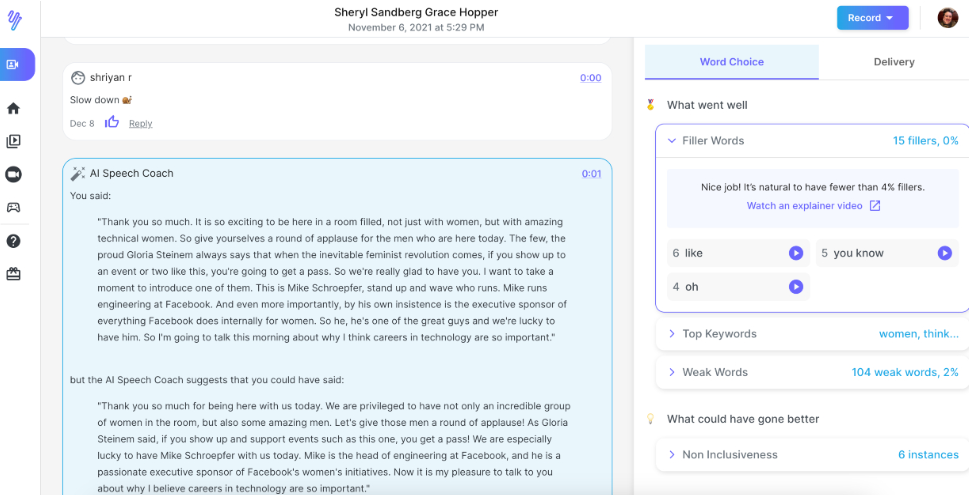 Sheryl Sandberg Grace Hopper
November 6, 2021 at 5:29 PM
Record
shriyan r
0:00
Slow down 🐌
Dec 8
Reply
AI Speech Coach
0:01
You said:
"Thank you so much. It is so exciting to be here in a room filled, not just with women, but with amazing
technical women. So give yourselves a round of applause for the men who are here today. The few, the
proud Gloria Steinem always says that when the inevitable feminist revolution comes, if you show up to
an event or two like this, you're going to get a pass. So we're really glad to have you. I want to take a
moment to introduce one of them. This is Mike Schroepfer, stand up and wave who runs. Mike runs
engineering at Facebook. And even more importantly, by his own insistence is the executive sponsor of
everything Facebook does internally for women. So he, he's one of the great guys and we're lucky to
have him. So I'm going to talk this morning about why I think careers in technology are so important."
but the AI Speech Coach suggests that you could have said:
"Thank you so much for being here with us today. We are privileged to have not only an incredible group
of women in the room, but also some amazing men. Let's give those men a round of applause! As Gloria
Steinem said, if you show up and support events such as this one, you get a pass! We are especially
lucky to have Mike Schroepfer with us today. Mike is the head of engineering at Facebook, and he is a
passionate executive sponsor of Facebook's women's initiatives. Now it is my pleasure to talk to you
about why I believe careers in technology are so important."
Word Choice
Delivery
What went well
Filler Words
15 fillers, 0%
Nice job! It's natural to have fewer than 4% fillers.
Watch an explainer video
6 like
5 you know
4 oh
Top Keywords
women, think...
Weak Words
104 weak words, 2%
What could have gone better
Non Inclusiveness
6 instances